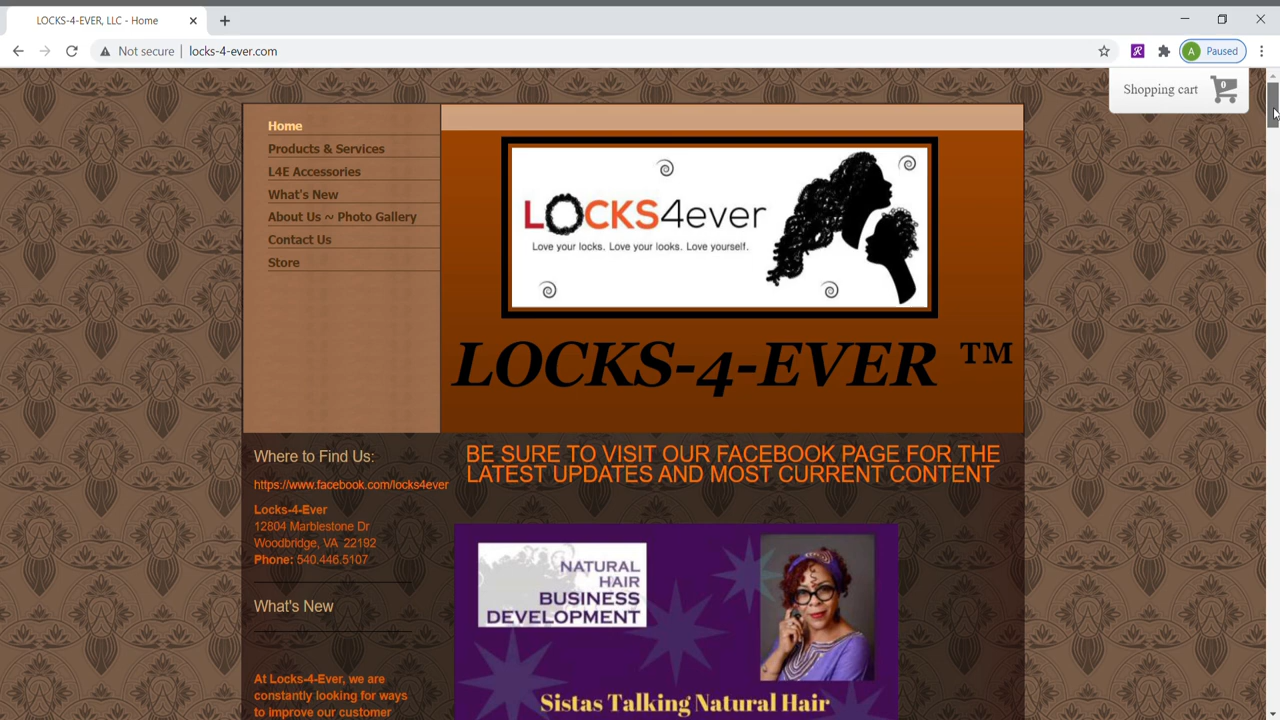 LOCKS-4-EVER, LLC - Home
Not secure | locks-4-ever.com
A Paused
Shopping cart 0
Home
Products & Services
L4E Accessories
What's New
About Us ~ Photo Gallery
Contact Us
Store
LOCKS4ever
Love your locks. Love your looks. Love yourself.
LOCKS-4-EVER ™
Where to Find Us:
https://www.facebook.com/locks4ever
Locks-4-Ever
12804 Marblestone Dr
Woodbridge, VA 22192
Phone: 540.446.5107
What's New
At Locks-4-Ever, we are
constantly looking for ways
to improve our customer
BE SURE TO VISIT OUR FACEBOOK PAGE FOR THE
LATEST UPDATES AND MOST CURRENT CONTENT
NATURAL
HAIR
BUSINESS
DEVELOPMENT
Sistas Talking Natural Hair